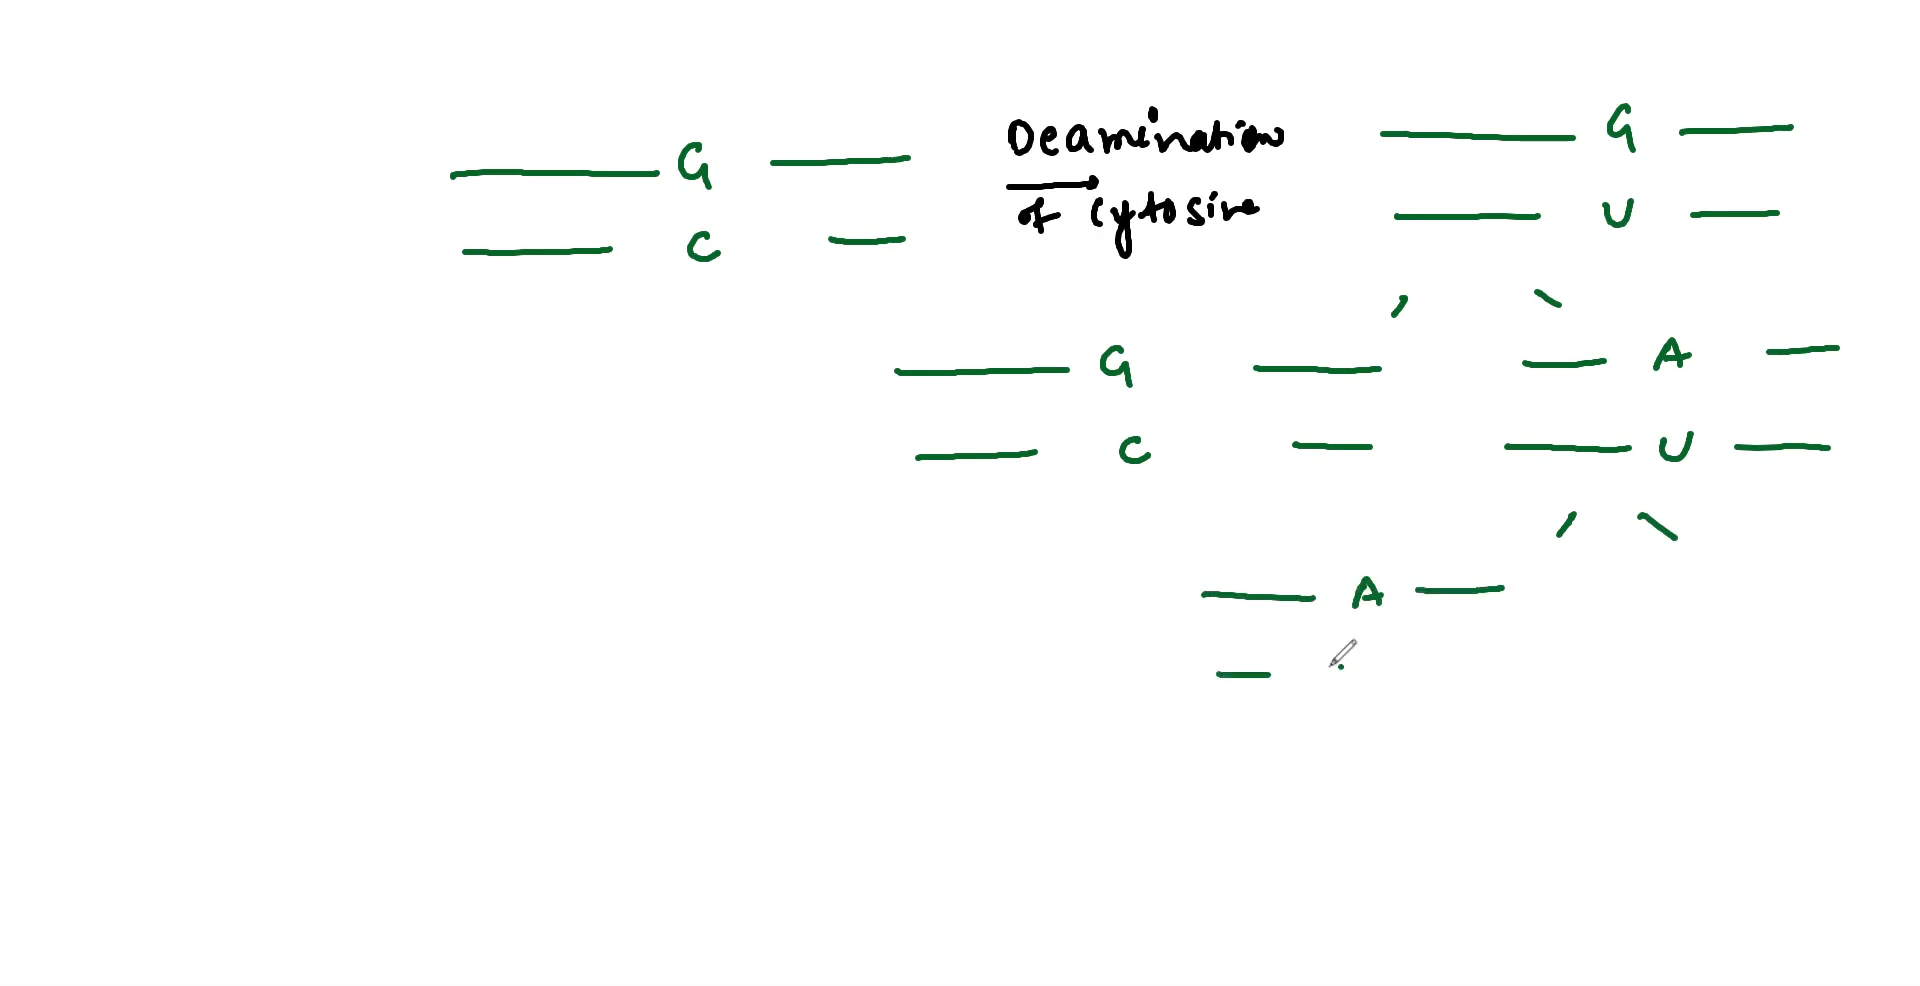 G
C
Deamination
of Cytosine
G
U
G
C
A
U
A